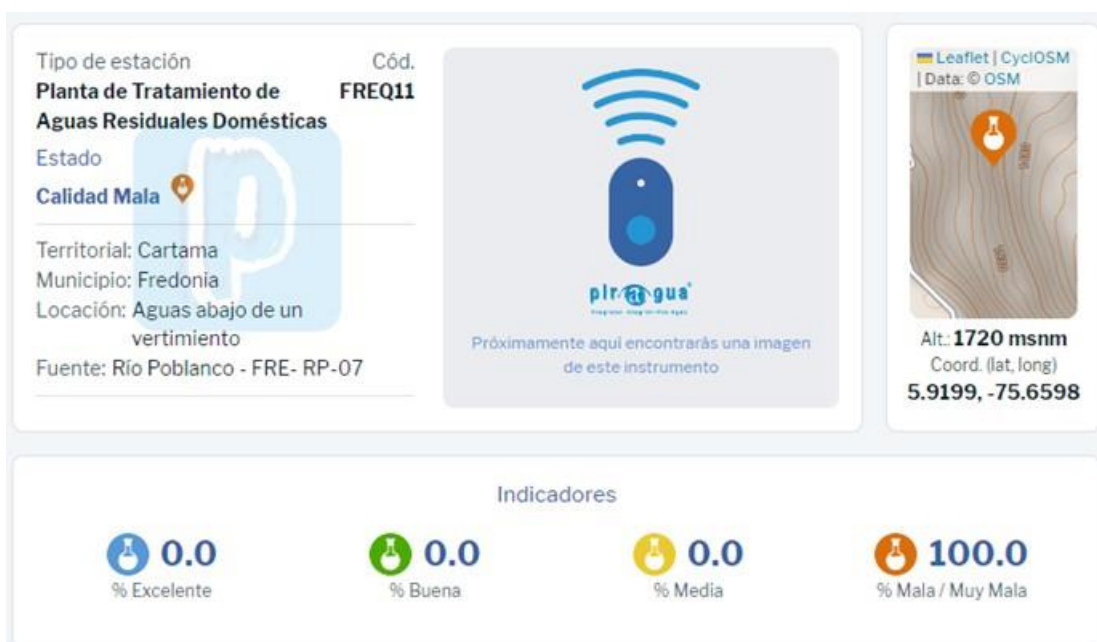 Tipo de estación Cód.
Planta de Tratamiento de FREQ11
Aguas Residuales Domésticas
Estado
Calidad Mala
Territorial: Cartama
Municipio: Fredonia
Locación: Aguas abajo de un
vertimiento
Fuente: Río Poblanco - FRE- RP-07
piragua
Próximamente aquí encontrarás una imagen
de este instrumento
Leaflet | CyclOSM
| Data: © OSM
Alt.: 1720 msnm
Coord. (lat, long)
5.9199, -75.6598
Indicadores
0.0
% Excelente
0.0
% Buena
0.0
% Media
100.0
% Mala / Muy Mala